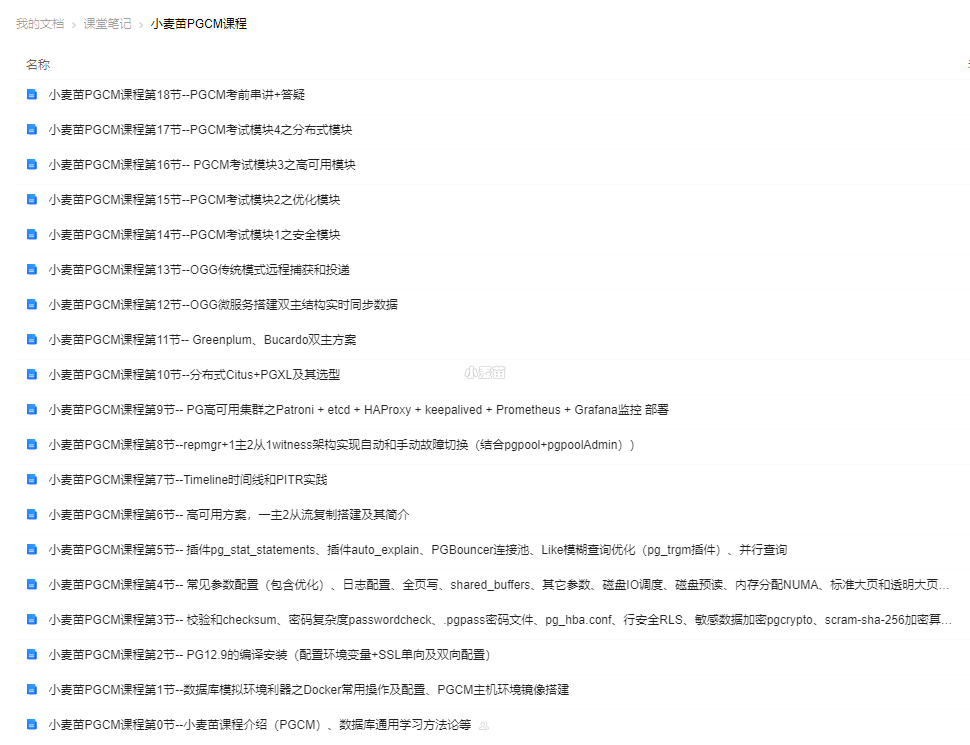 我的文档 › 课堂笔记 › 小麦苗PGCM课程
名称
小麦苗PGCM课程第18节--PGCM考前串讲+答疑
小麦苗PGCM课程第17节--PGCM考试模块4之分布式模块
小麦苗PGCM课程第16节-- PGCM考试模块3之高可用模块
小麦苗PGCM课程第15节--PGCM考试模块2之优化模块
小麦苗PGCM课程第14节--PGCM考试模块1之安全模块
小麦苗PGCM课程第13节--OGG传统模式远程捕获和投递
小麦苗PGCM课程第12节--OGG微服务搭建双主结构实时同步数据
小麦苗PGCM课程第11节-- Greenplum、Bucardo双主方案
小麦苗PGCM课程第10节--分布式Citus+PGXL及其选型
小麦苗
小麦苗PGCM课程第9节-- PG高可用集群之Patroni + etcd + HAProxy + keepalived + Prometheus + Grafana监控 部署
小麦苗PGCM课程第8节--repmgr+1主2从1witness架构实现自动和手动故障切换（结合pgpool+pgpoolAdmin））
小麦苗PGCM课程第7节--Timeline时间线和PITR实践
小麦苗PGCM课程第6节-- 高可用方案，一主2从流复制搭建及其简介
小麦苗PGCM课程第5节-- 插件pg_stat_statements、插件auto_explain、PGBouncer连接池、Like模糊查询优化（pg_trgm插件）、并行查询
小麦苗PGCM课程第4节-- 常见参数配置（包含优化）、日志配置、全页写、shared_buffers、其它参数、磁盘IO调度、磁盘预读、内存分配NUMA、标准大页和透明大页...
小麦苗PGCM课程第3节-- 校验和checksum、密码复杂度passwordcheck、.pgpass密码文件、pg_hba.conf、行安全RLS、敏感数据加密pgcrypto、scram-sha-256加密算...
小麦苗PGCM课程第2节-- PG12.9的编译安装（配置环境变量+SSL单向及双向配置）
小麦苗PGCM课程第1节--数据库模拟环境利器之Docker常用操作及配置、PGCM主机环境镜像搭建
小麦苗PGCM课程第0节--小麦苗课程介绍（PGCM）、数据库通用学习方法论等